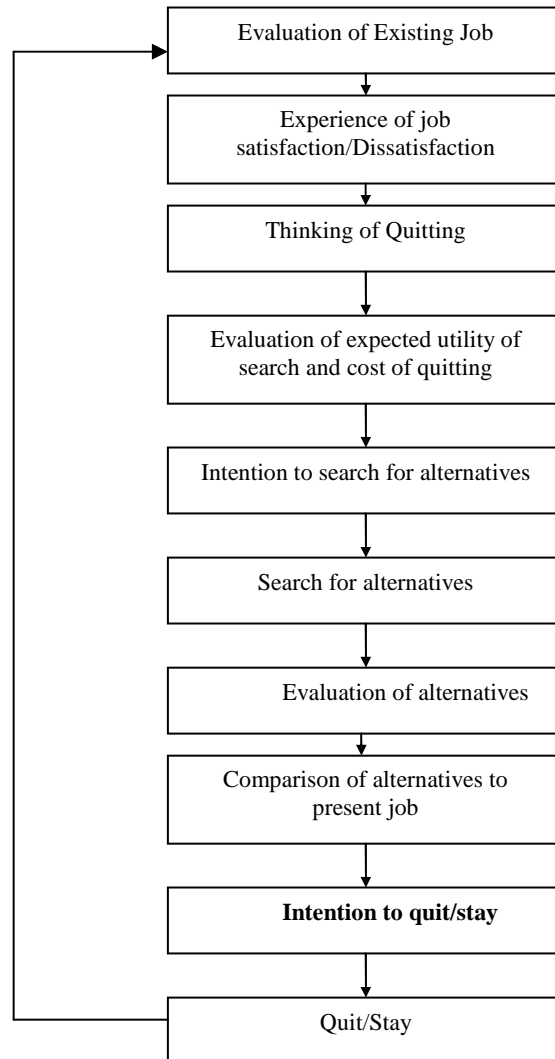 Evaluation of Existing Job
Experience of job
satisfaction/Dissatisfaction
Thinking of Quitting
Evaluation of expected utility of
search and cost of quitting
Intention to search for alternatives
Search for alternatives
Evaluation of alternatives
Comparison of alternatives to
present job
Intention to quit/stay
Quit/Stay